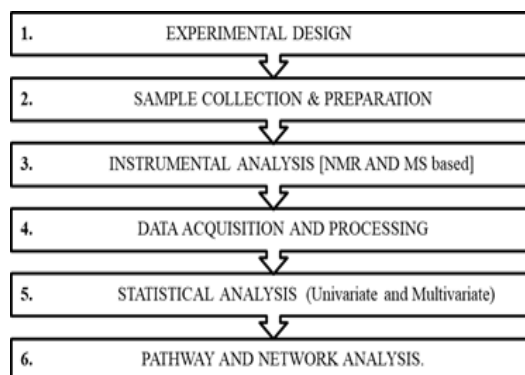 1. EXPERIMENTAL DESIGN
2. SAMPLE COLLECTION & PREPARATION
3. INSTRUMENTAL ANALYSIS [NMR AND MS based]
4. DATA ACQUISITION AND PROCESSING
5. STATISTICAL ANALYSIS (Univariate and Multivariate)
6. PATHWAY AND NETWORK ANALYSIS.